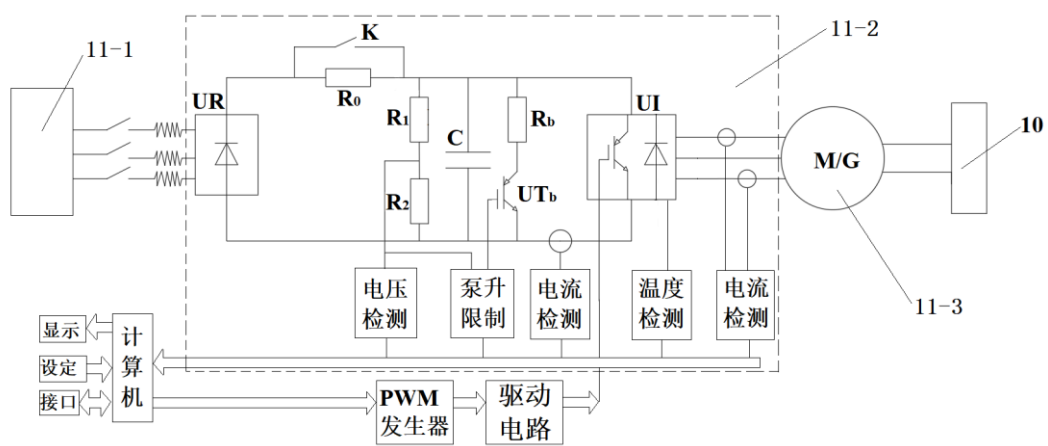 11-1
K
11-2
R₀
UR
R₁
C
R_b
UI
10
M/G
R₂
UT_b
电压
检测
泵升
限制
电流
检测
温度
检测
电流
检测
11-3
显示
设定
接口
计
算
机
PWM
发生器
驱动
电路